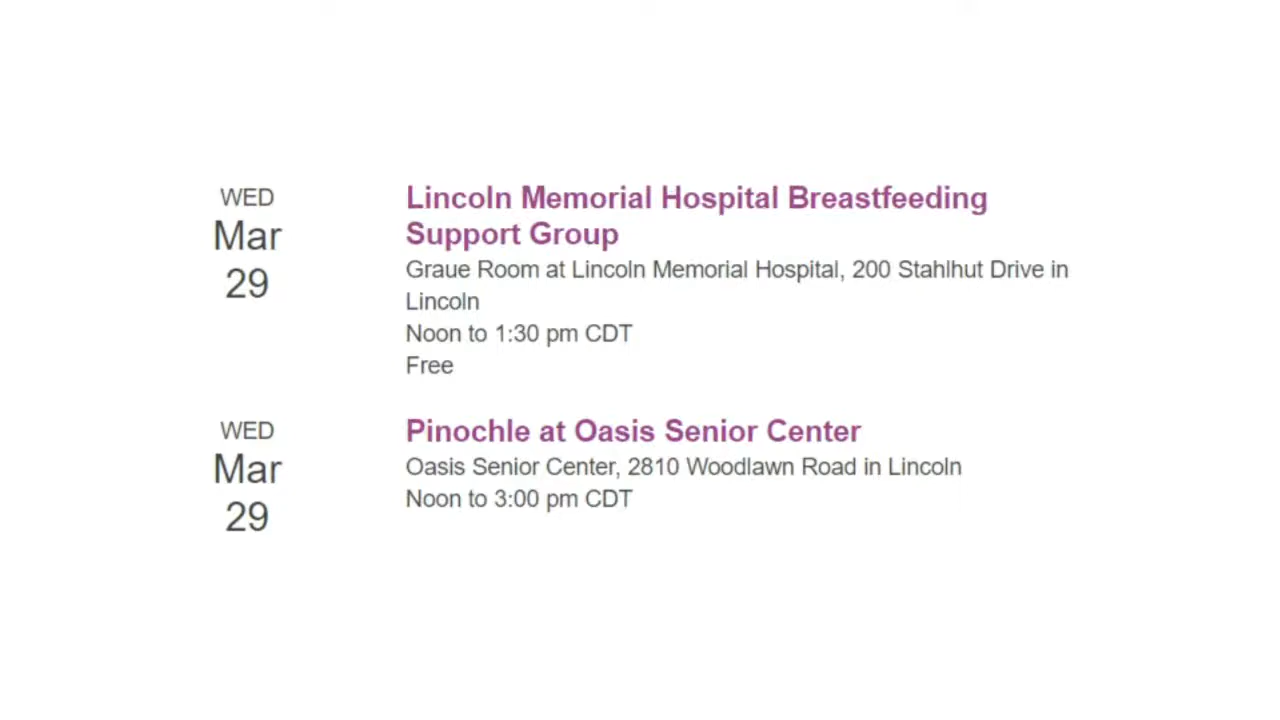 WED
Mar
29
Lincoln Memorial Hospital Breastfeeding
Support Group
Graue Room at Lincoln Memorial Hospital, 200 Stahlhut Drive in
Lincoln
Noon to 1:30 pm CDT
Free
WED
Mar
29
Pinochle at Oasis Senior Center
Oasis Senior Center, 2810 Woodlawn Road in Lincoln
Noon to 3:00 pm CDT